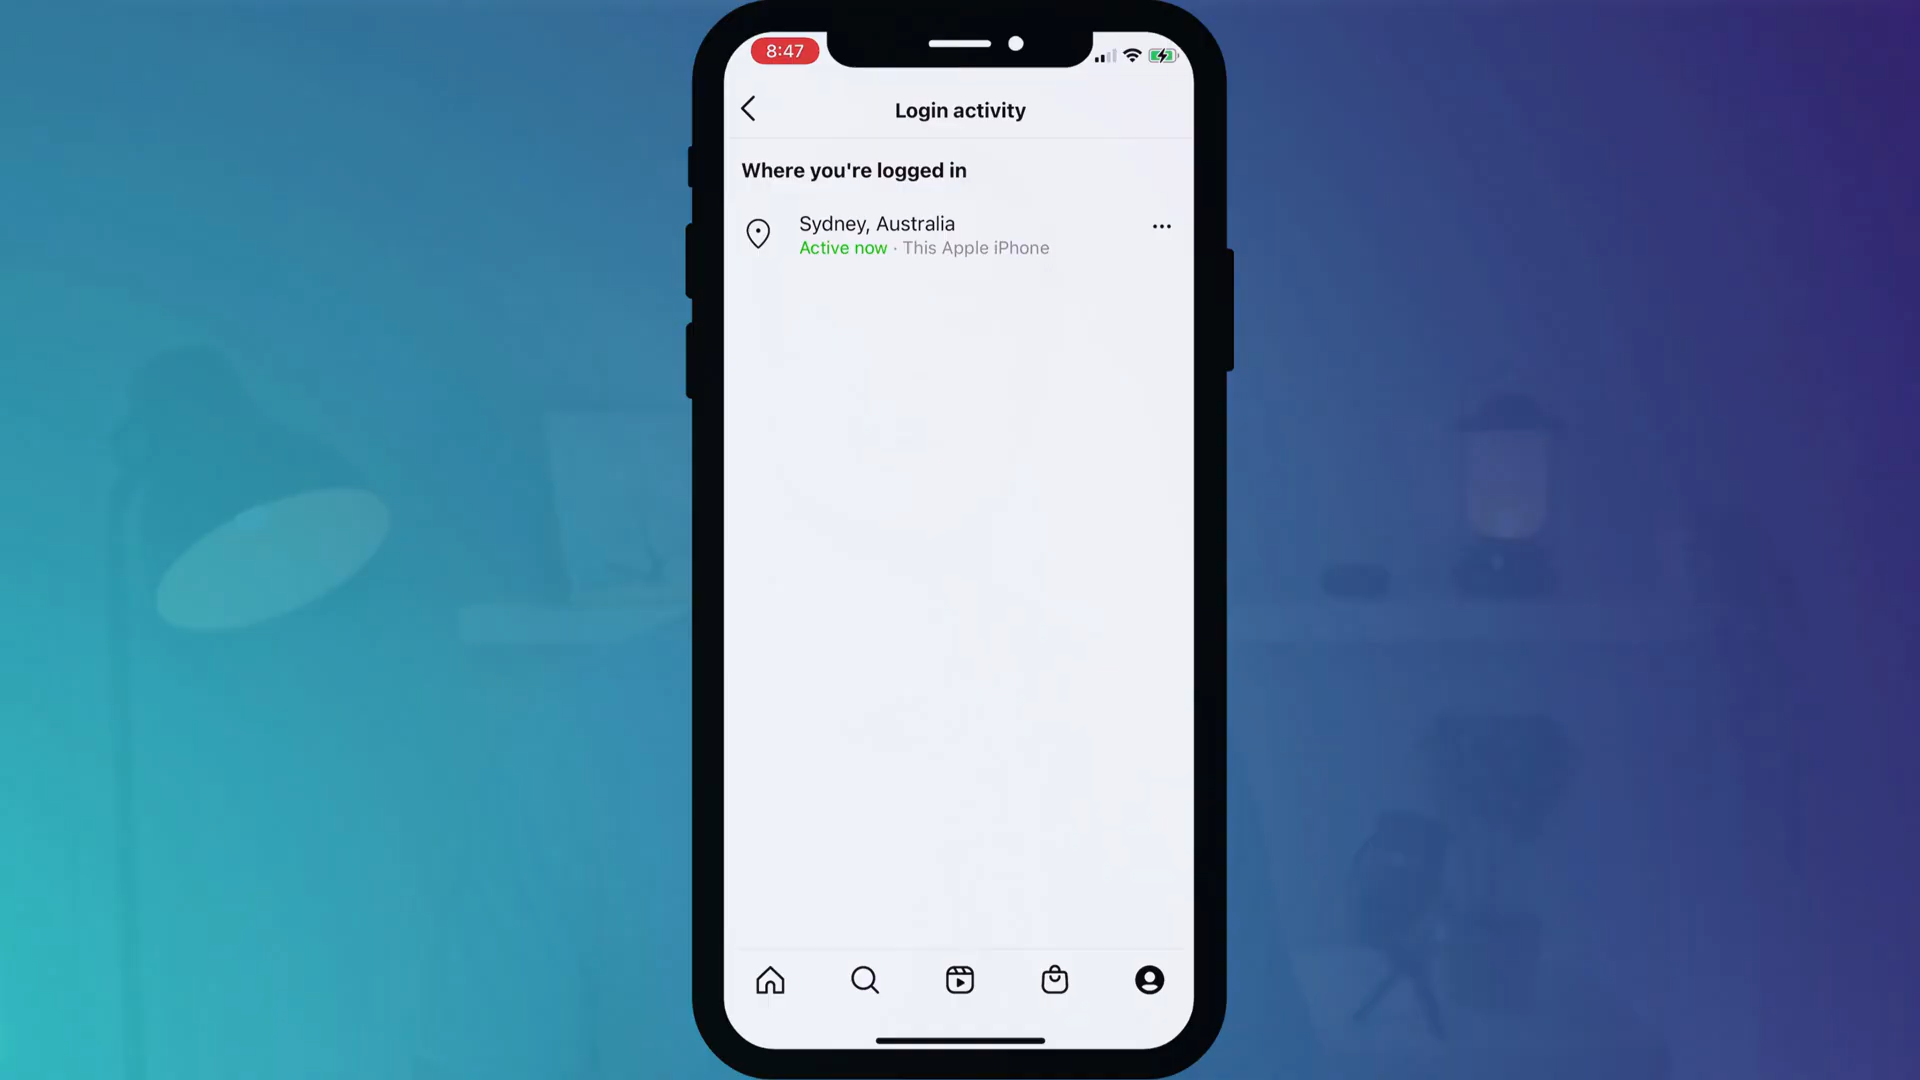 8:47
Login activity
Where you're logged in
Sydney, Australia
Active now · This Apple iPhone